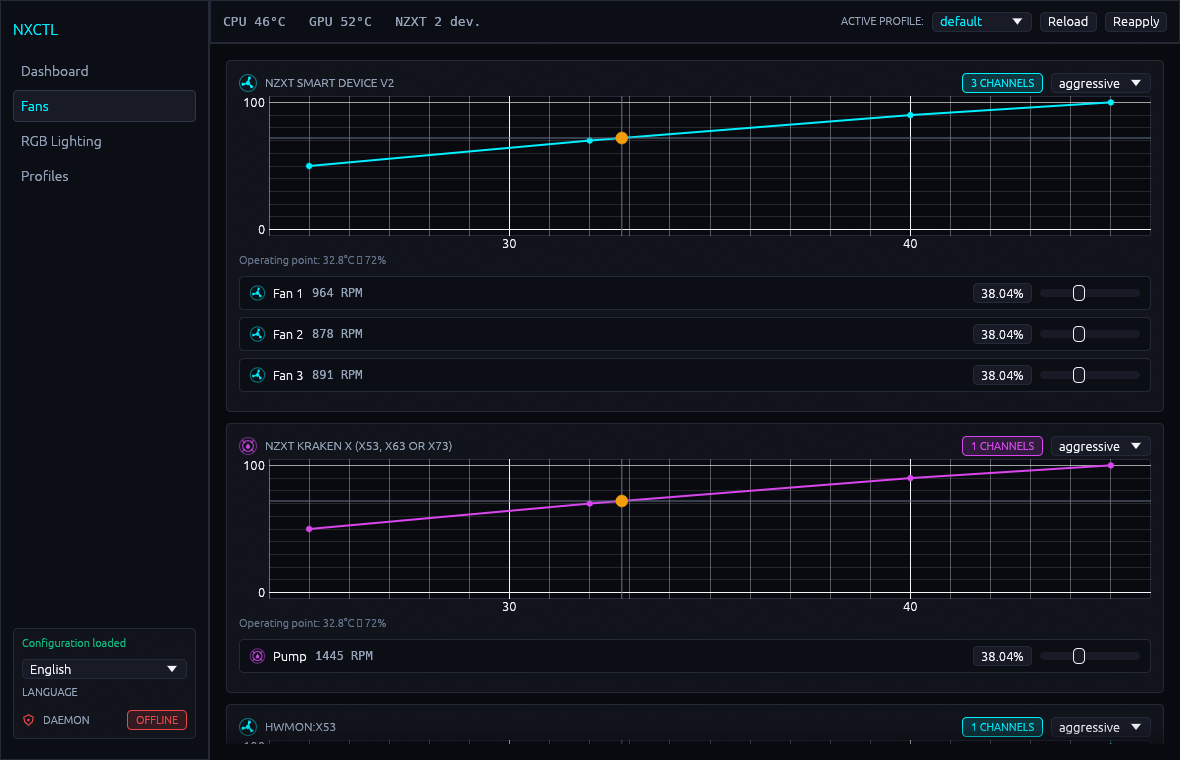 NXCTL
Dashboard
Fans
RGB Lighting
Profiles
Configuration loaded
English
LANGUAGE
DAEMON OFFLINE
CPU 46°C GPU 52°C NZXT 2 dev.
ACTIVE PROFILE: default Reload Reapply
NZXT SMART DEVICE V2 3 CHANNELS aggressive
100
0
30 40
Operating point: 32.8°C ▯ 72%
Fan 1 964 RPM 38.04%
Fan 2 878 RPM 38.04%
Fan 3 891 RPM 38.04%
NZXT KRAKEN X (X53, X63 OR X73) 1 CHANNELS aggressive
100
0
30 40
Operating point: 32.8°C ▯ 72%
Pump 1445 RPM 38.04%
HWMON:X53 1 CHANNELS aggressive
100